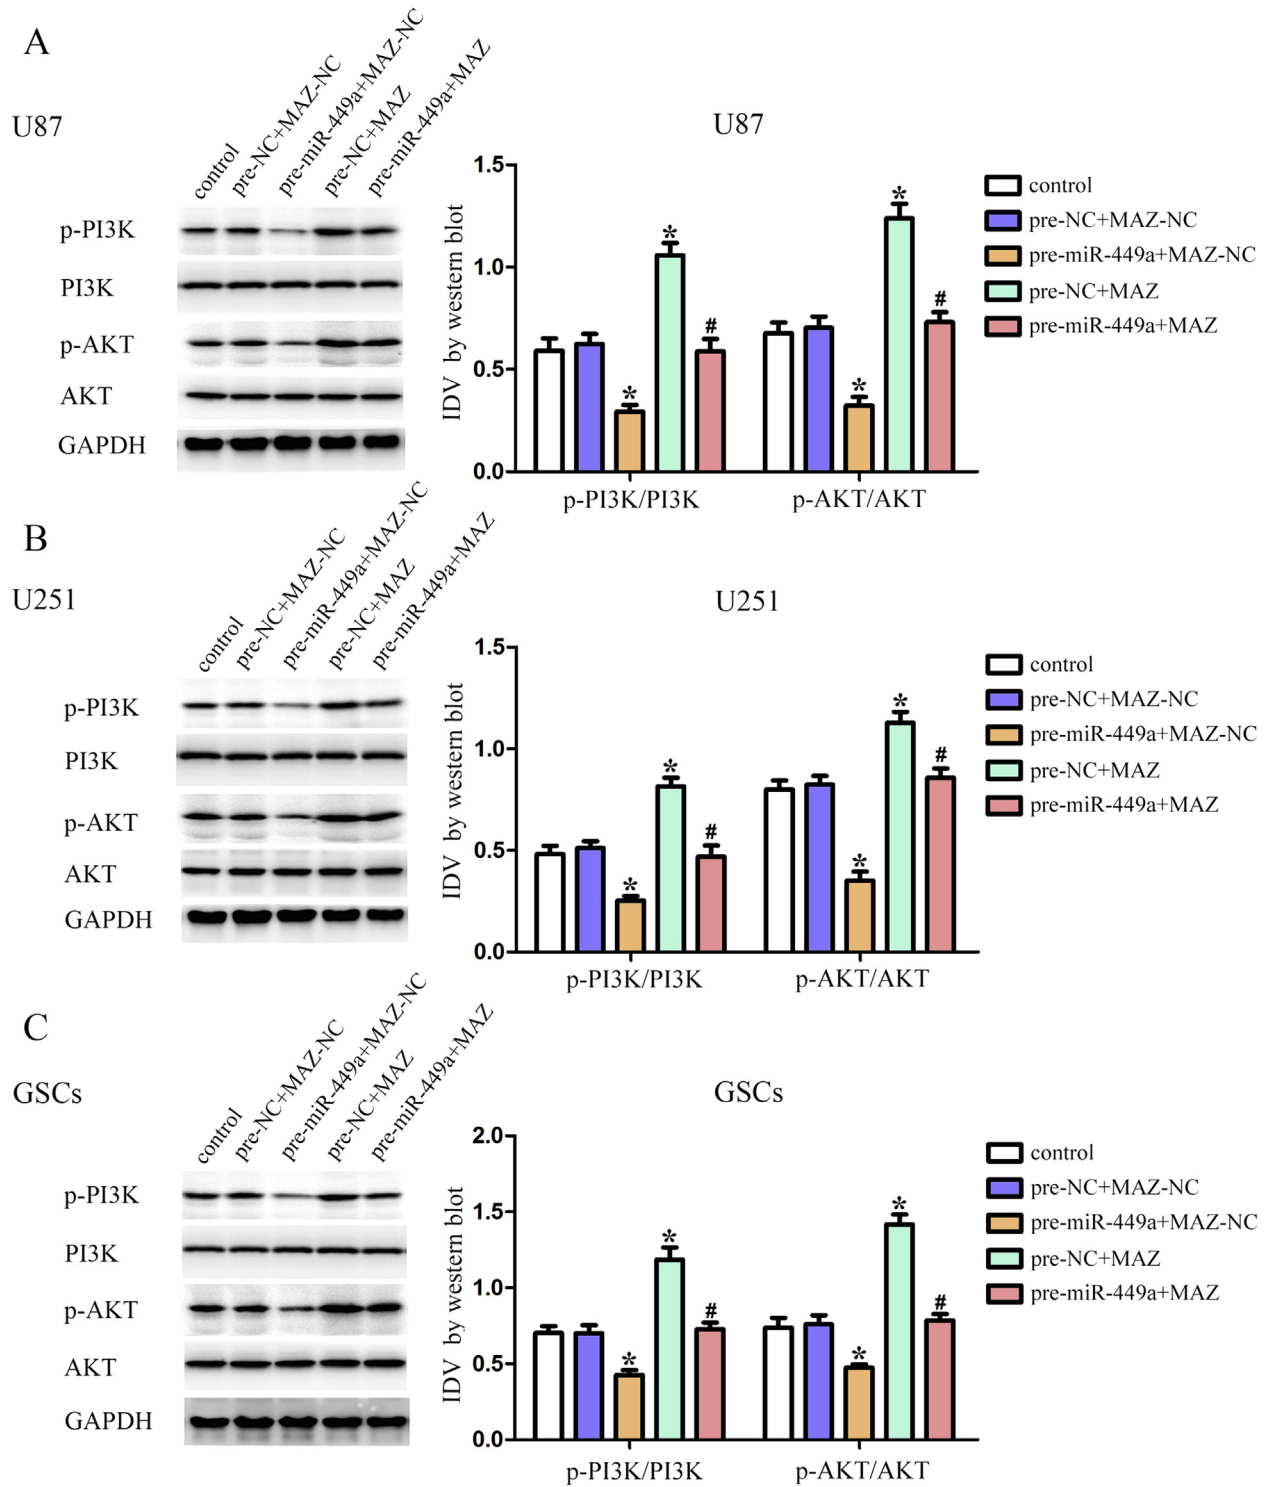 A
U87
control
pre-NC+MAZ-NC
pre-miR-449a+MAZ-NC
pre-NC+MAZ
pre-miR-449a+MAZ
p-PI3K
PI3K
p-AKT
AKT
GAPDH
U87
IDV by western blot
1.5
1.0
0.5
0.0
* * # * * #
p-PI3K/PI3K
p-AKT/AKT
control
pre-NC+MAZ-NC
pre-miR-449a+MAZ-NC
pre-NC+MAZ
pre-miR-449a+MAZ
B
U251
control
pre-NC+MAZ-NC
pre-miR-449a+MAZ-NC
pre-NC+MAZ
pre-miR-449a+MAZ
p-PI3K
PI3K
p-AKT
AKT
GAPDH
U251
IDV by western blot
1.5
1.0
0.5
0.0
* * # * * #
p-PI3K/PI3K
p-AKT/AKT
control
pre-NC+MAZ-NC
pre-miR-449a+MAZ-NC
pre-NC+MAZ
pre-miR-449a+MAZ
C
GSCs
control
pre-NC+MAZ-NC
pre-miR-449a+MAZ-NC
pre-NC+MAZ
pre-miR-449a+MAZ
p-PI3K
PI3K
p-AKT
AKT
GAPDH
GSCs
IDV by western blot
2.0
1.5
1.0
0.5
0.0
* * # * * #
p-PI3K/PI3K
p-AKT/AKT
control
pre-NC+MAZ-NC
pre-miR-449a+MAZ-NC
pre-NC+MAZ
pre-miR-449a+MAZ